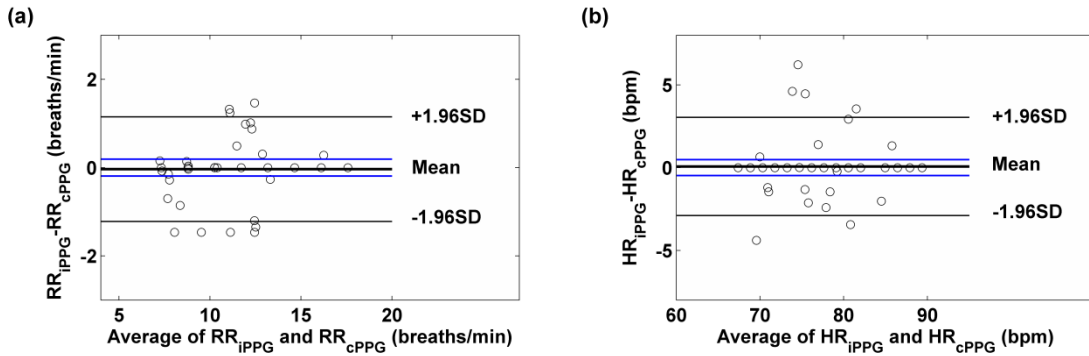 (a)
RR_iPPG-RR_cPPG (breaths/min)
2
0
-2
+1.96SD
Mean
-1.96SD
5 10 15 20
Average of RR_iPPG and RR_cPPG (breaths/min)
(b)
HR_iPPG-HR_cPPG (bpm)
5
0
-5
+1.96SD
Mean
-1.96SD
60 70 80 90
Average of HR_iPPG and HR_cPPG (bpm)